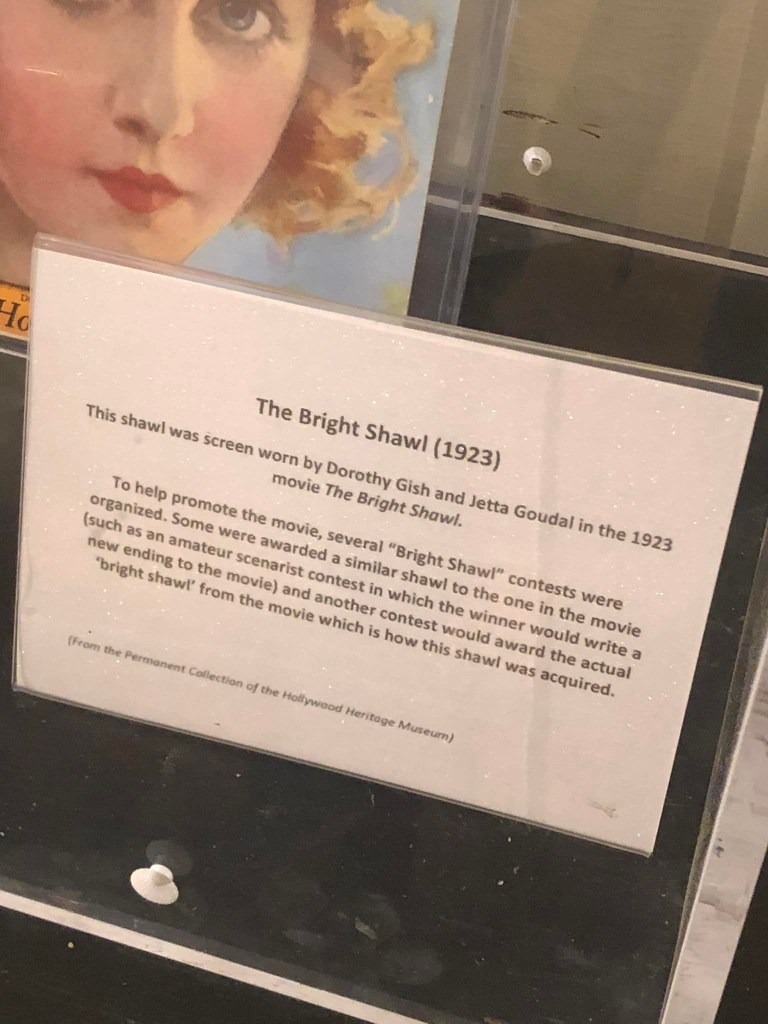 Ho
The Bright Shawl (1923)
This shawl was screen worn by Dorothy Gish and Jetta Goudal in the 1923
movie The Bright Shawl.
To help promote the movie, several "Bright Shawl" contests were
organized. Some were awarded a similar shawl to the one in the movie
(such as an amateur scenarist contest in which the winner would write a
new ending to the movie) and another contest would award the actual
'bright shawl' from the movie which is how this shawl was acquired.
(From the Permanent Collection of the Hollywood Heritage Museum)